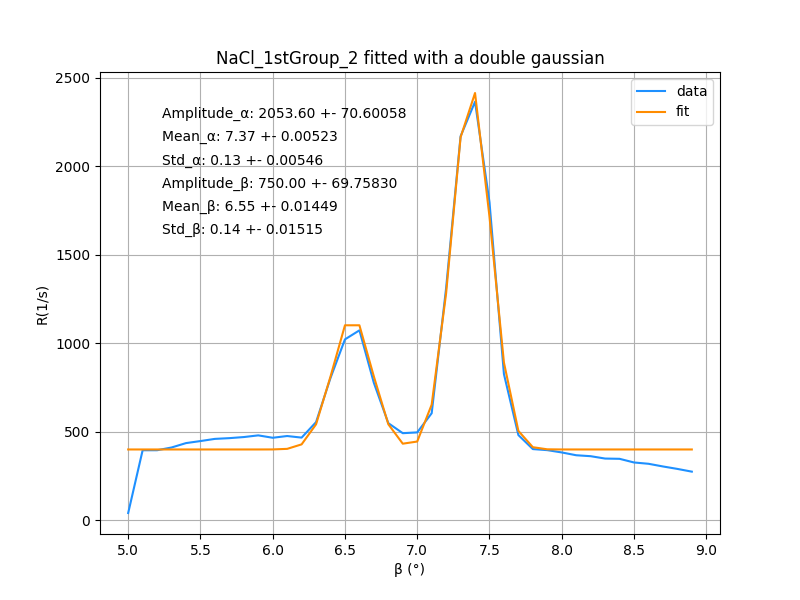 NaCl_1stGroup_2 fitted with a double gaussian
data
fit
Amplitude_α: 2053.60 +- 70.60058
Mean_α: 7.37 +- 0.00523
Std_α: 0.13 +- 0.00546
Amplitude_β: 750.00 +- 69.75830
Mean_β: 6.55 +- 0.01449
Std_β: 0.14 +- 0.01515
R(1/s)
2500
2000
1500
1000
500
0
5.0 5.5 6.0 6.5 7.0 7.5 8.0 8.5 9.0
β (°)